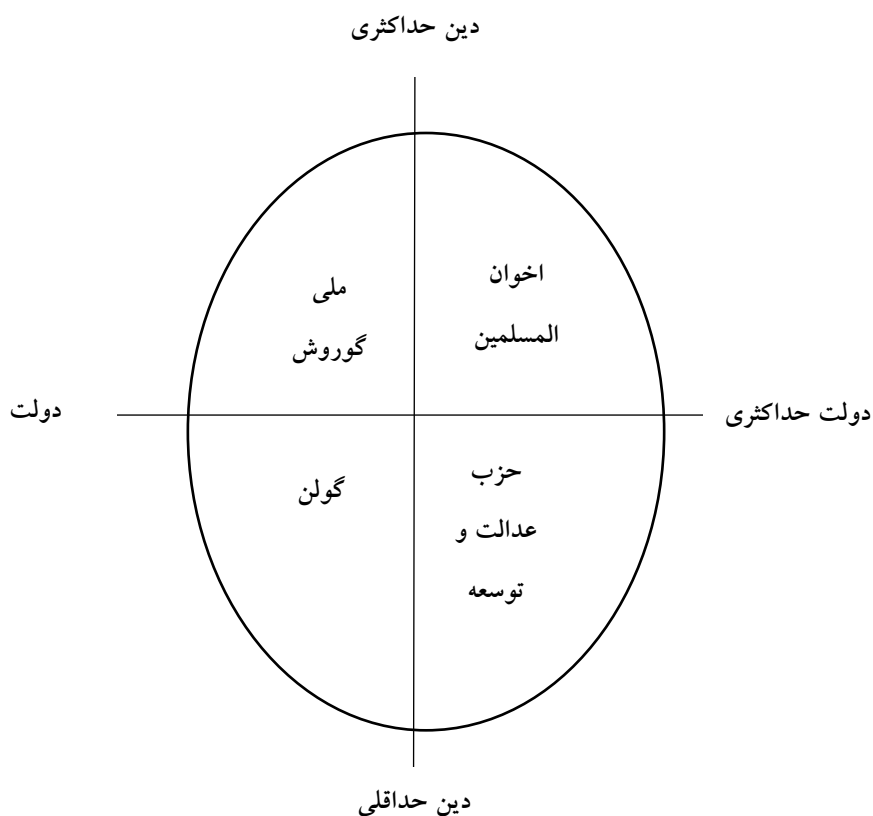 دین حداکثری
اخوان
المسلمین
ملی
گوروش
دولت حداکثری
دولت
حزب
عدالت و
توسعه
گولن
دین حداقلی